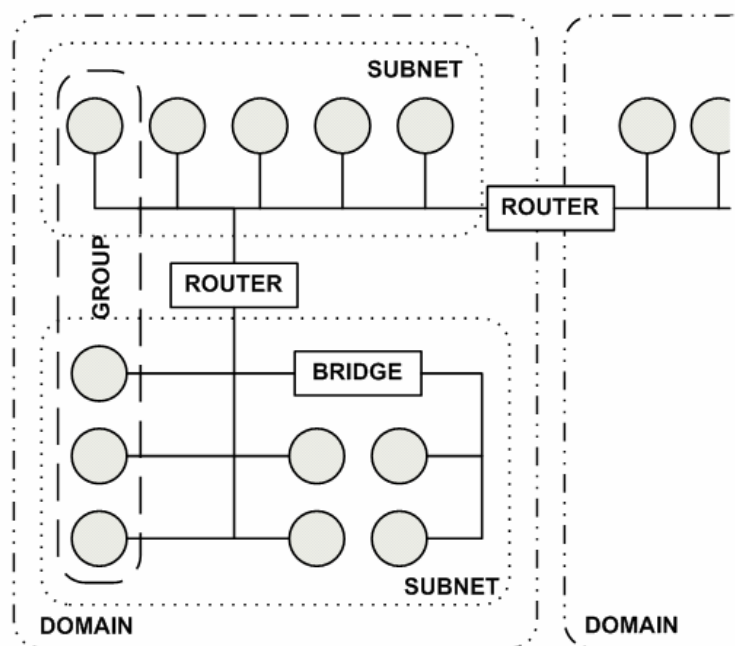 SUBNET
ROUTER
ROUTER
GROUP
BRIDGE
SUBNET
DOMAIN
DOMAIN